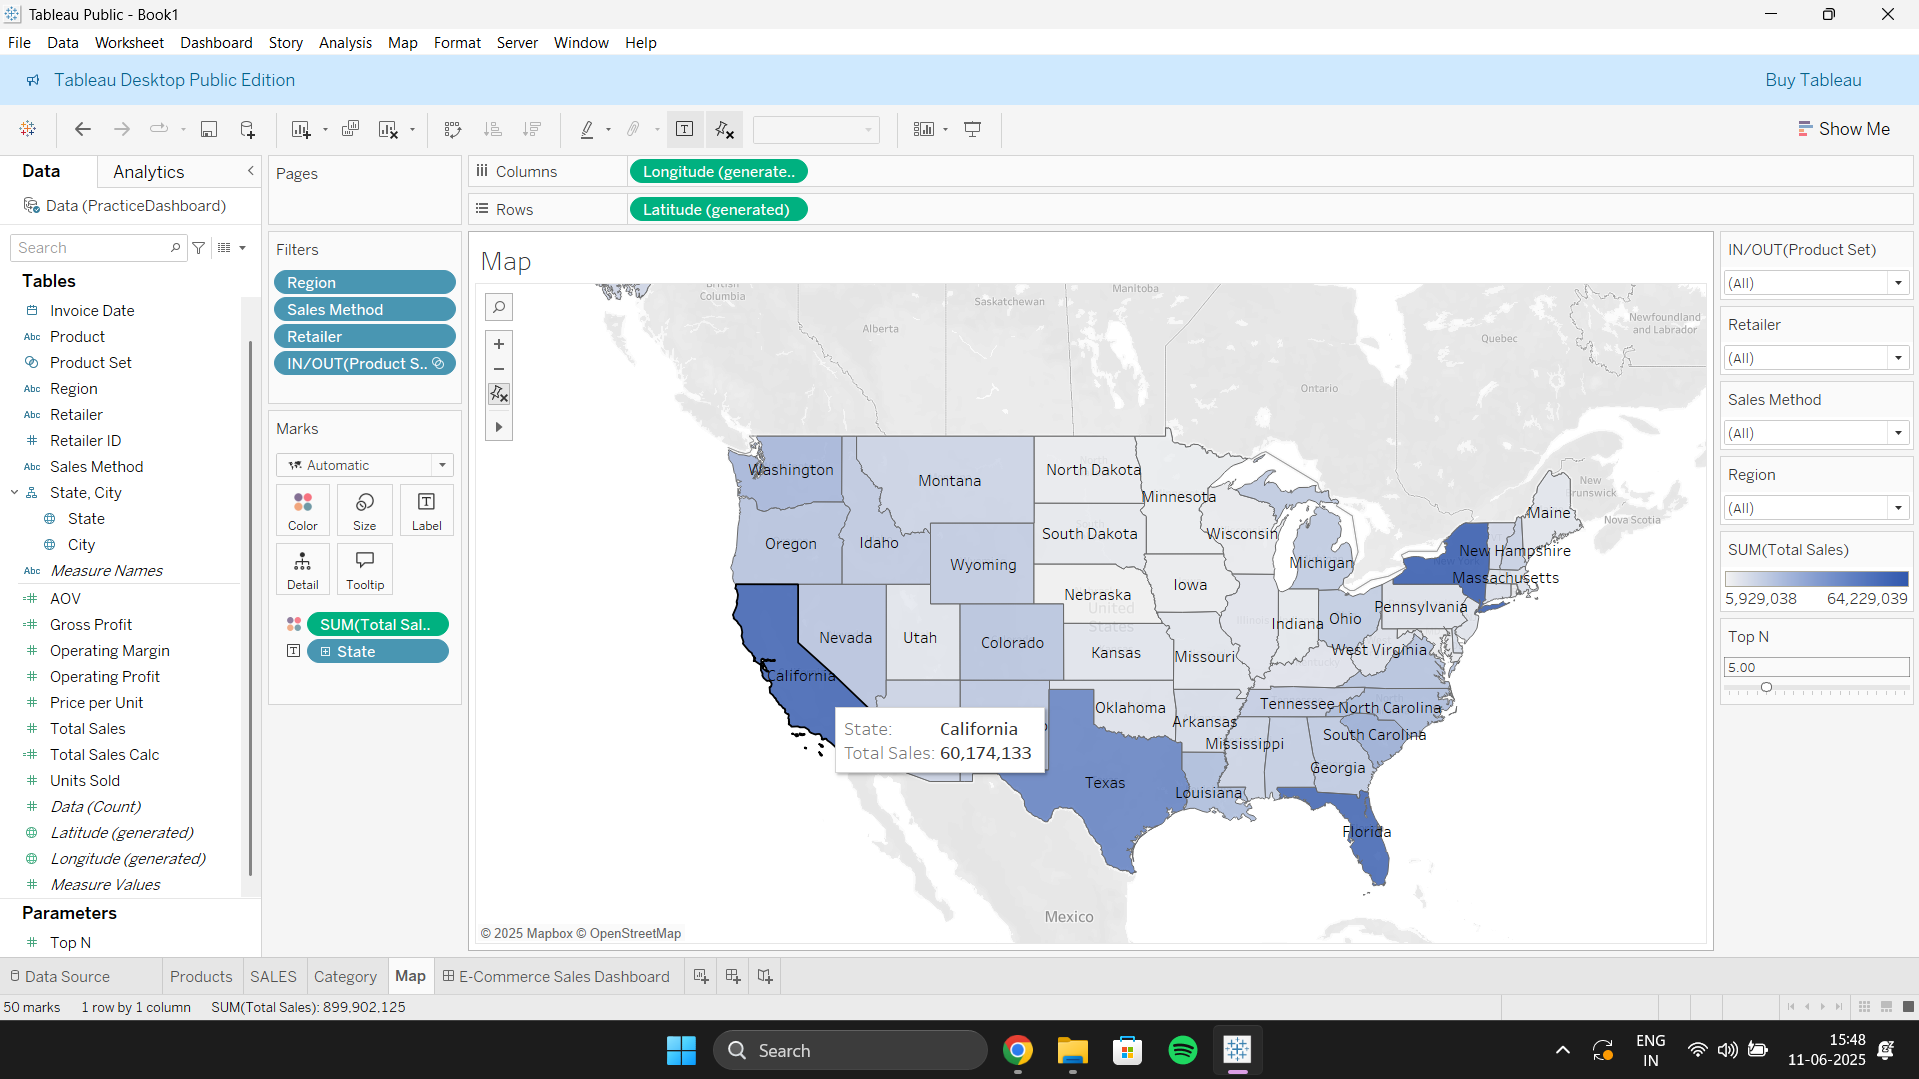 Tableau Public - Book1
File Data Worksheet Dashboard Story Analysis Map Format Server Window Help
Tableau Desktop Public Edition
Buy Tableau
Show Me
Data
Analytics
Data (PracticeDashboard)
Search
Tables
Invoice Date
Abc Product
Product Set
Abc Region
Abc Retailer
Retailer ID
Abc Sales Method
State, City
State
City
Abc Measure Names
AOV
Gross Profit
Operating Margin
Operating Profit
Price per Unit
Total Sales
Total Sales Calc
Units Sold
Data (Count)
Latitude (generated)
Longitude (generated)
Measure Values
Parameters
Top N
Pages
Filters
Region
Sales Method
Retailer
IN/OUT(Product S..
Marks
Automatic
Color
Size
Label
Detail
Tooltip
SUM(Total Sal..
State
Columns
Longitude (generate..
Rows
Latitude (generated)
Map
British
Columbia
Alberta
Saskatchewan
Manitoba
Ontario
Quebec
Newfoundland
and Labrador
New
Brunswick
Nova Scotia
Washington
Montana
North Dakota
Minnesota
Maine
Oregon
Idaho
Wyoming
South Dakota
Wisconsin
Michigan
New Hampshire
New York
Massachusetts
Nebraska
Iowa
United
States
Illinois
Indiana
Ohio
Pennsylvania
Nevada
Utah
Colorado
Kansas
Missouri
Kentucky
West Virginia
California
Oklahoma
Arkansas
Tennessee
North Carolina
South Carolina
Mississippi
Georgia
Texas
Louisiana
Florida
Mexico
State: California
Total Sales: 60,174,133
© 2025 Mapbox © OpenStreetMap
IN/OUT(Product Set)
(All)
Retailer
(All)
Sales Method
(All)
Region
(All)
SUM(Total Sales)
5,929,038 64,229,039
Top N
5.00
Data Source
Products
SALES
Category
Map
E-Commerce Sales Dashboard
50 marks 1 row by 1 column SUM(Total Sales): 899,902,125
Search
ENG
IN
15:48
11-06-2025